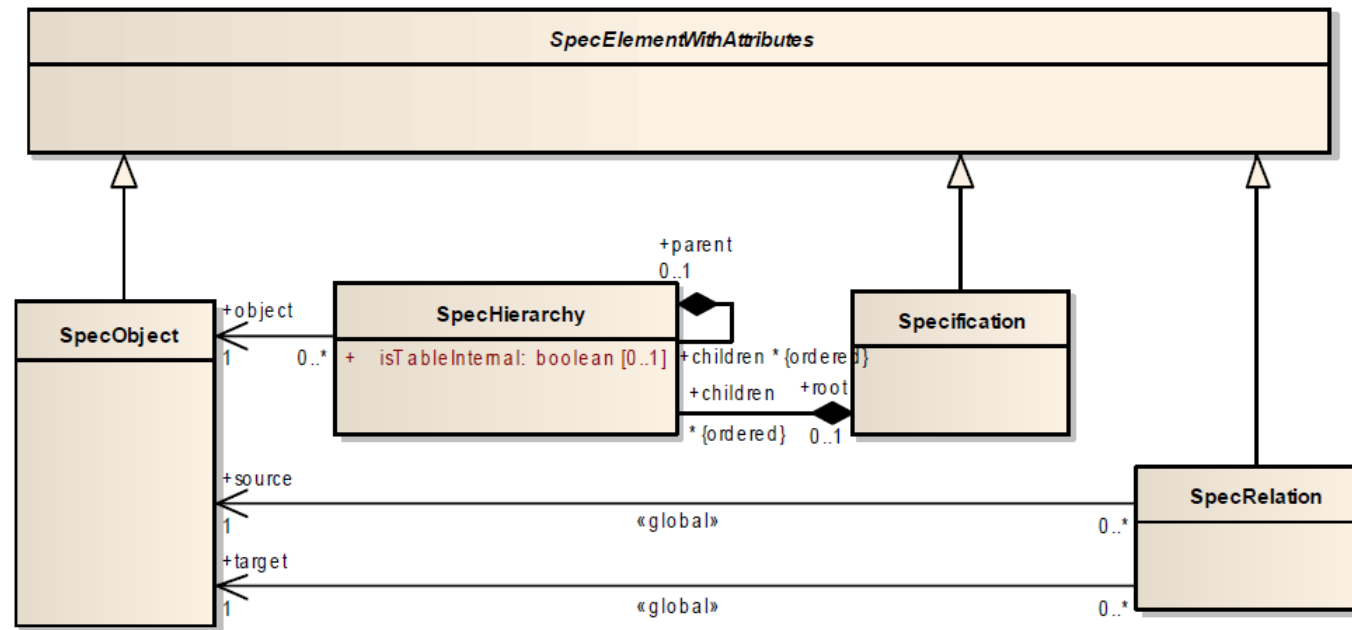 SpecElementWithAttributes
+parent
0..1
SpecObject
+object
1
0..*
SpecHierarchy
+ isTableInternal: boolean [0..1]
+children * {ordered}
+children
* {ordered}
+root
0..1
Specification
+source
1
«global»
0..*
SpecRelation
+target
1
«global»
0..*